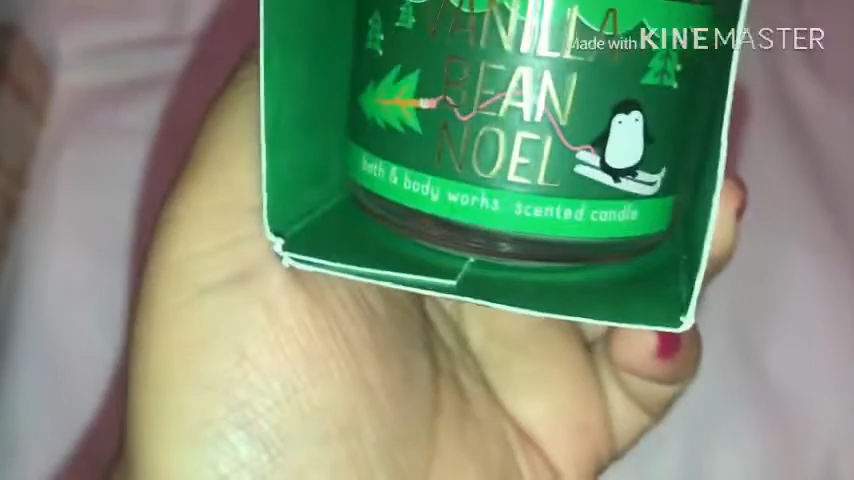 Made with KINEMASTER
VANILLA
BEAN
NOEL
bath & body works scented candle